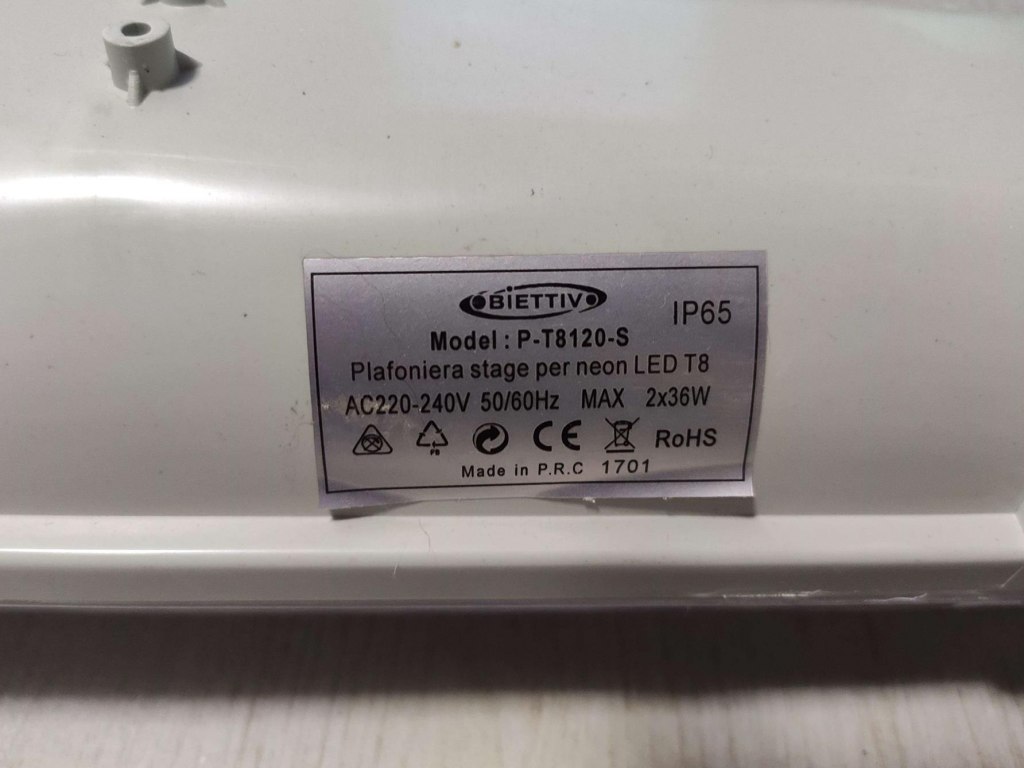 OBIETTIVO
IP65
Model : P-T8120-S
Plafoniera stage per neon LED T8
AC220-240V 50/60Hz MAX 2x36W
CE RoHS
Made in P.R.C 1701